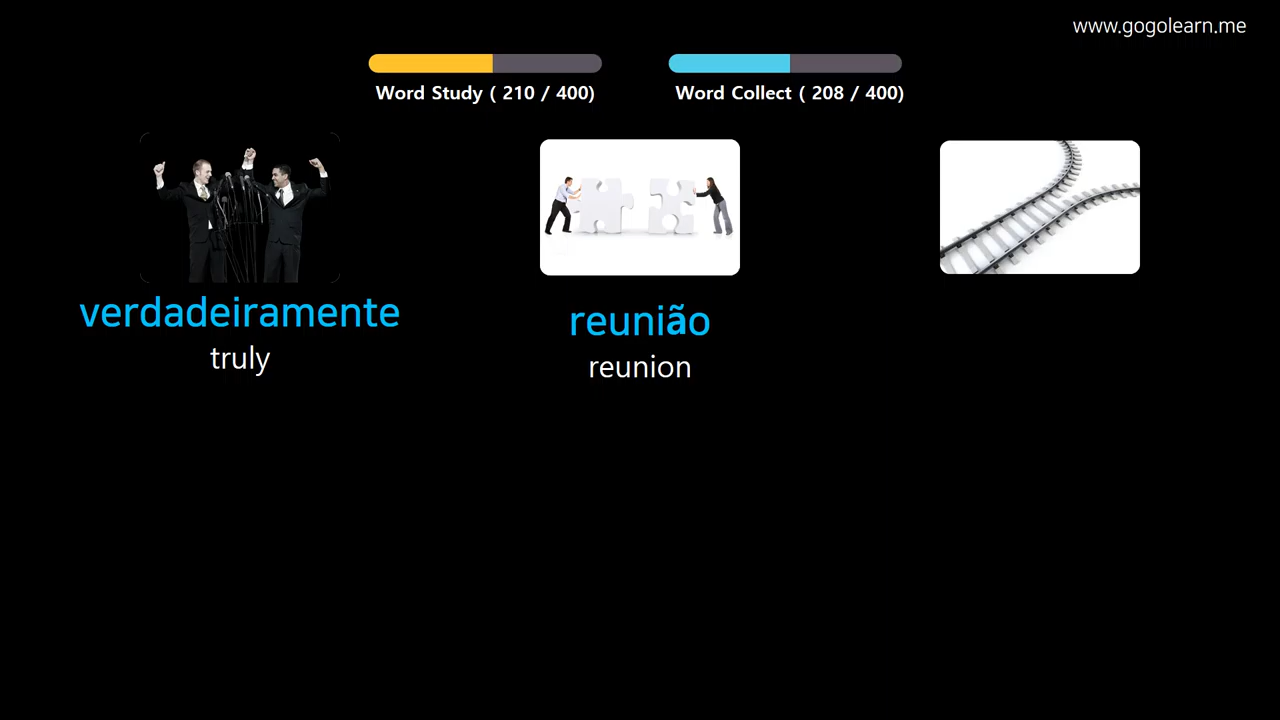 www.gogolearn.me
Word Study ( 210 / 400)
Word Collect ( 208 / 400)
verdadeiramente
truly
reunião
reunion